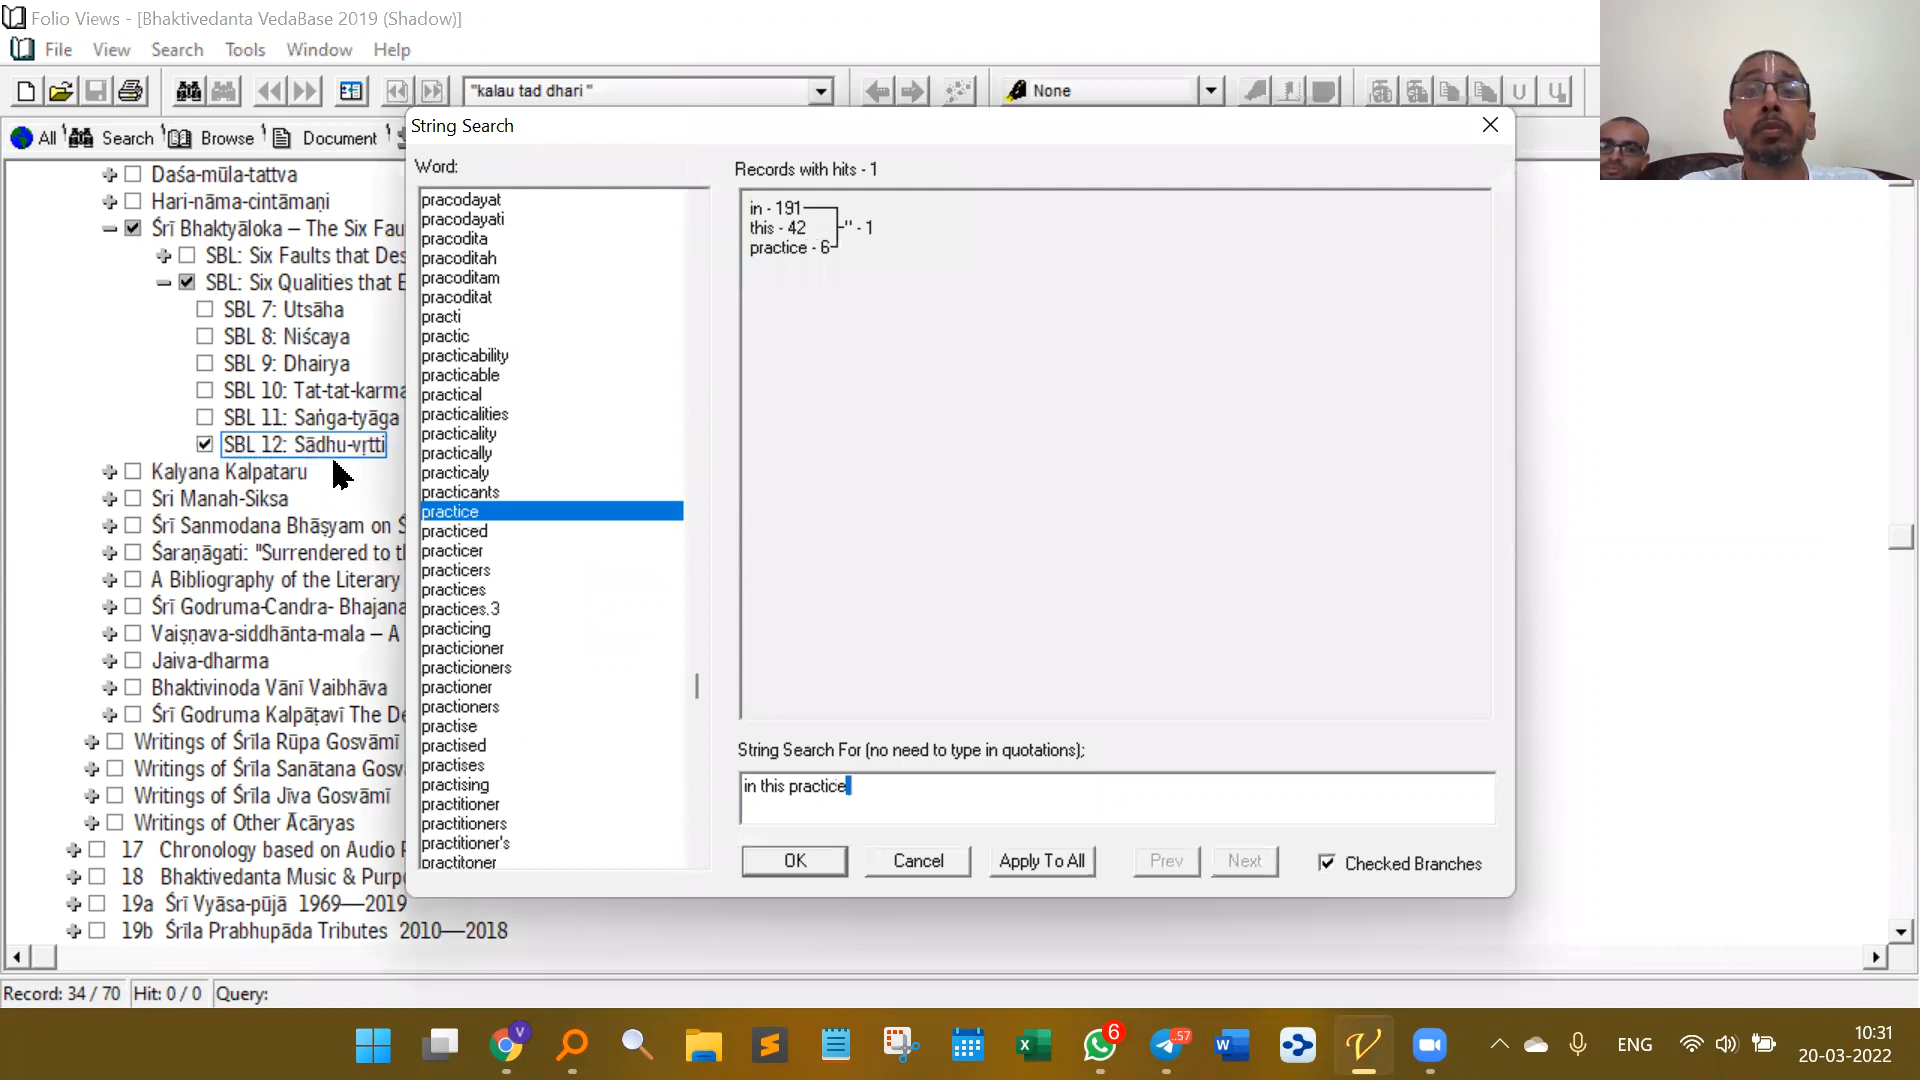 Folio Views - [Bhaktivedanta VedaBase 2019 (Shadow)]
File View Search Tools Window Help
"kalau tad dhari "
None
All Search Browse Document
String Search
Word:
Records with hits - 1
Daśa-mūla-tattva
Hari-nāma-cintāmaṇi
Śrī Bhaktyāloka – The Six Fau
SBL: Six Faults that Des
SBL: Six Qualities that E
SBL 7: Utsāha
SBL 8: Niścaya
SBL 9: Dhairya
SBL 10: Tat-tat-karma
SBL 11: Saṅga-tyāga
SBL 12: Sādhu-vṛtti
Kalyana Kalpataru
Sri Manah-Siksa
Śrī Sanmodana Bhāṣyam on Ś
Śaraṇāgati: "Surrendered to th
A Bibliography of the Literary
Śrī Godruma-Candra- Bhajana
Vaiṣṇava-siddhānta-mala – A
Jaiva-dharma
Bhaktivinoda Vānī Vaibhāva
Śrī Godruma Kalpāṭavī The De
Writings of Śrīla Rūpa Gosvāmī
Writings of Śrīla Sanātana Gosv
Writings of Śrīla Jīva Gosvāmī
Writings of Other Ācāryas
17 Chronology based on Audio
18 Bhaktivedanta Music & Purp
19a Śrī Vyāsa-pūjā 1969—2019
19b Śrīla Prabhupāda Tributes 2010—2018
pracodayat
pracodayati
pracodita
pracoditah
pracoditam
pracoditat
practi
practic
practicability
practicable
practical
practicalities
practicality
practically
practicaly
practicants
practice
practiced
practicer
practicers
practices
practices.3
practicing
practicioner
practicioners
practioner
practioners
practise
practised
practises
practising
practitioner
practitioners
practitioner's
practitoner
in - 191
this - 42
practice - 6
" - 1
String Search For (no need to type in quotations);
in this practice
OK Cancel Apply To All Prev Next Checked Branches
Record: 34 / 70 Hit: 0 / 0 Query:
V
6
57
ENG
10:31
20-03-2022